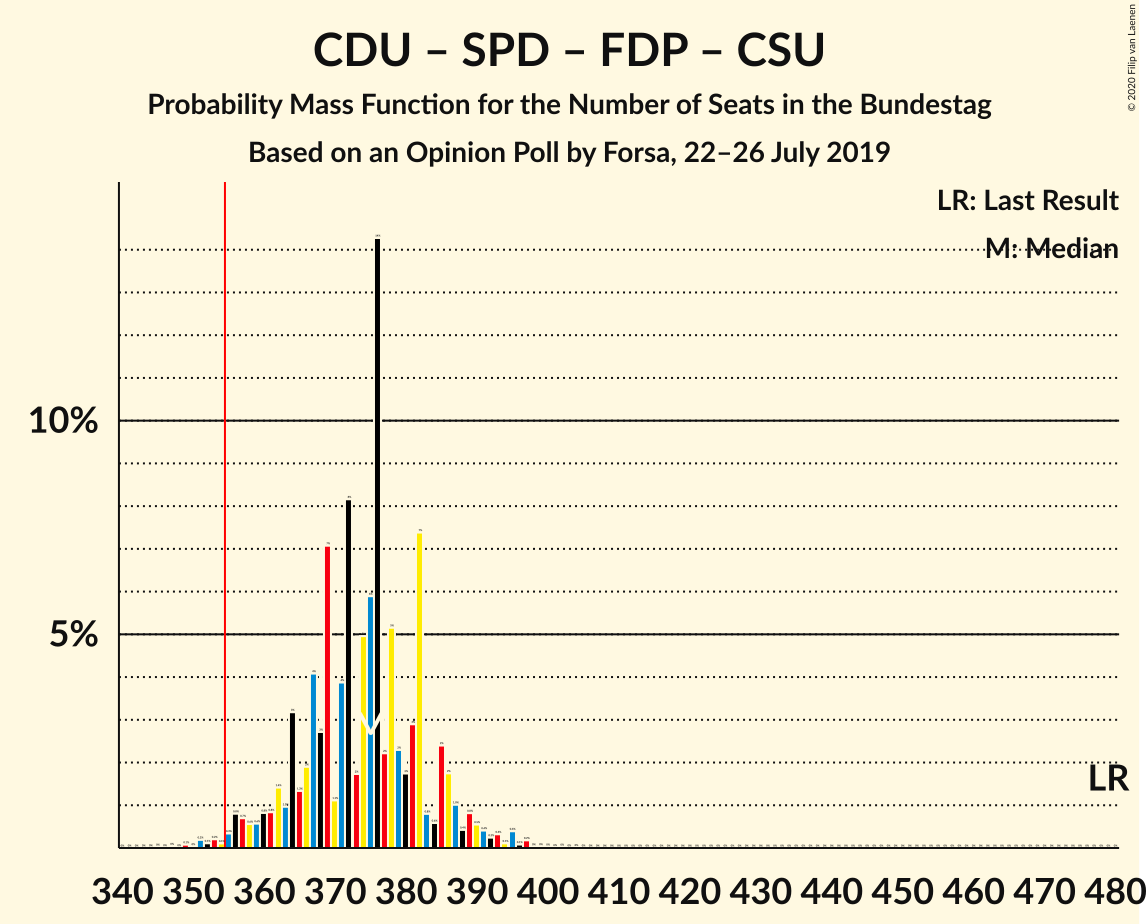 CDU – SPD – FDP – CSU
Probability Mass Function for the Number of Seats in the Bundestag
Based on an Opinion Poll by Forsa, 22–26 July 2019
© 2020 Filip van Laenen
LR: Last Result
M: Median
10%
5%
M
LR
340 350 360 370 380 390 400 410 420 430 440 450 460 470 480